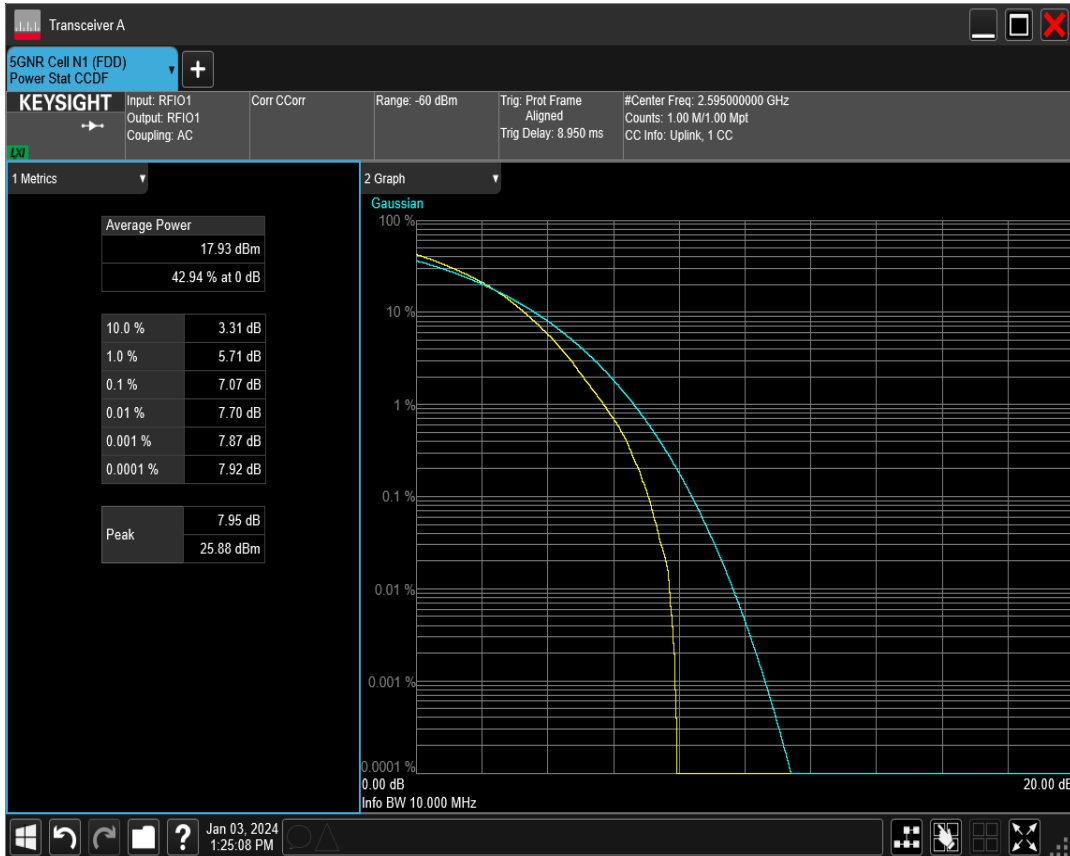 Transceiver A
5GNR Cell N1 (FDD)
Power Stat CCDF
+
KEYSIGHT
LXI
Input: RFIO1
Output: RFIO1
Coupling: AC
Corr CCorr
Range: -60 dBm
Trig: Prot Frame
Aligned
Trig Delay: 8.950 ms
#Center Freq: 2.595000000 GHz
Counts: 1.00 M/1.00 Mpt
CC Info: Uplink, 1 CC
1 Metrics
Average Power
17.93 dBm
42.94 % at 0 dB
10.0 % 3.31 dB
1.0 % 5.71 dB
0.1 % 7.07 dB
0.01 % 7.70 dB
0.001 % 7.87 dB
0.0001 % 7.92 dB
Peak 7.95 dB
25.88 dBm
2 Graph
Gaussian
100 %
10 %
1 %
0.1 %
0.01 %
0.001 %
0.0001 %
0.00 dB 20.00 dB
Info BW 10.000 MHz
?
Jan 03, 2024
1:25:08 PM